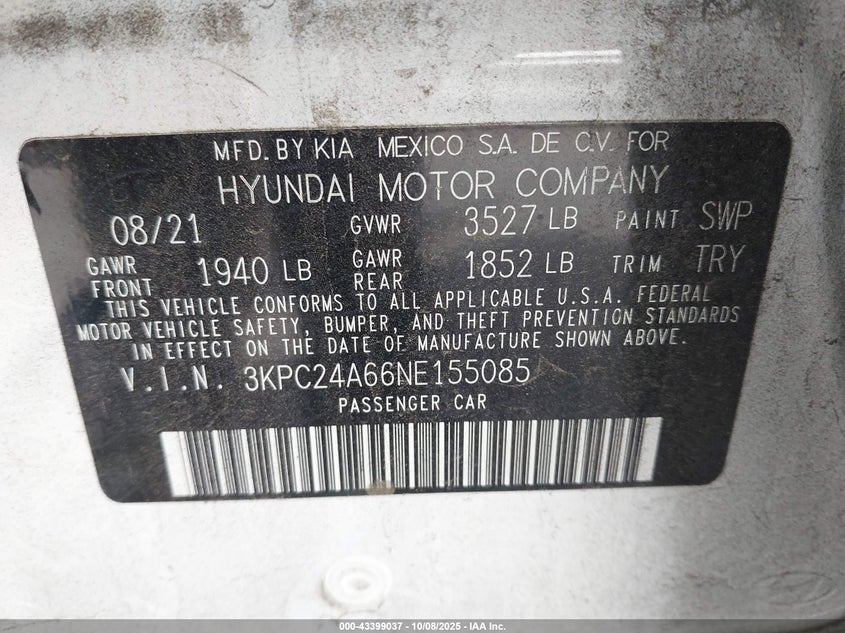 MFD. BY KIA MEXICO S.A. DE C.V. FOR
HYUNDAI MOTOR COMPANY
08/21 GVWR 3527 LB PAINT SWP
GAWR FRONT 1940 LB GAWR REAR 1852 LB TRIM TRY
THIS VEHICLE CONFORMS TO ALL APPLICABLE U.S.A. FEDERAL
MOTOR VEHICLE SAFETY, BUMPER, AND THEFT PREVENTION STANDARDS
IN EFFECT ON THE DATE OF MANUFACTURE SHOWN ABOVE.
V.I.N. 3KPC24A66NE155085
PASSENGER CAR
000-43399037 - 10/08/2025 - IAA Inc.